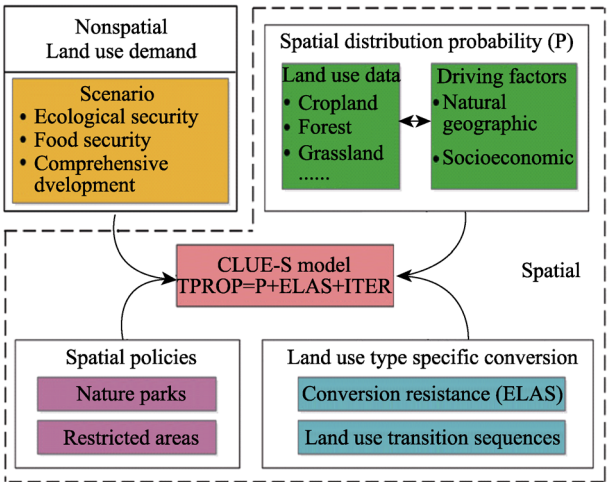 Nonspatial
Land use demand
Scenario
• Ecological security
• Food security
• Comprehensive
dvelopment
Spatial distribution probability (P)
Land use data
• Cropland
• Forest
• Grassland
......
Driving factors
• Natural
geographic
• Socioeconomic
CLUE-S model
TPROP=P+ELAS+ITER
Spatial
Spatial policies
Nature parks
Restricted areas
Land use type specific conversion
Conversion resistance (ELAS)
Land use transition sequences